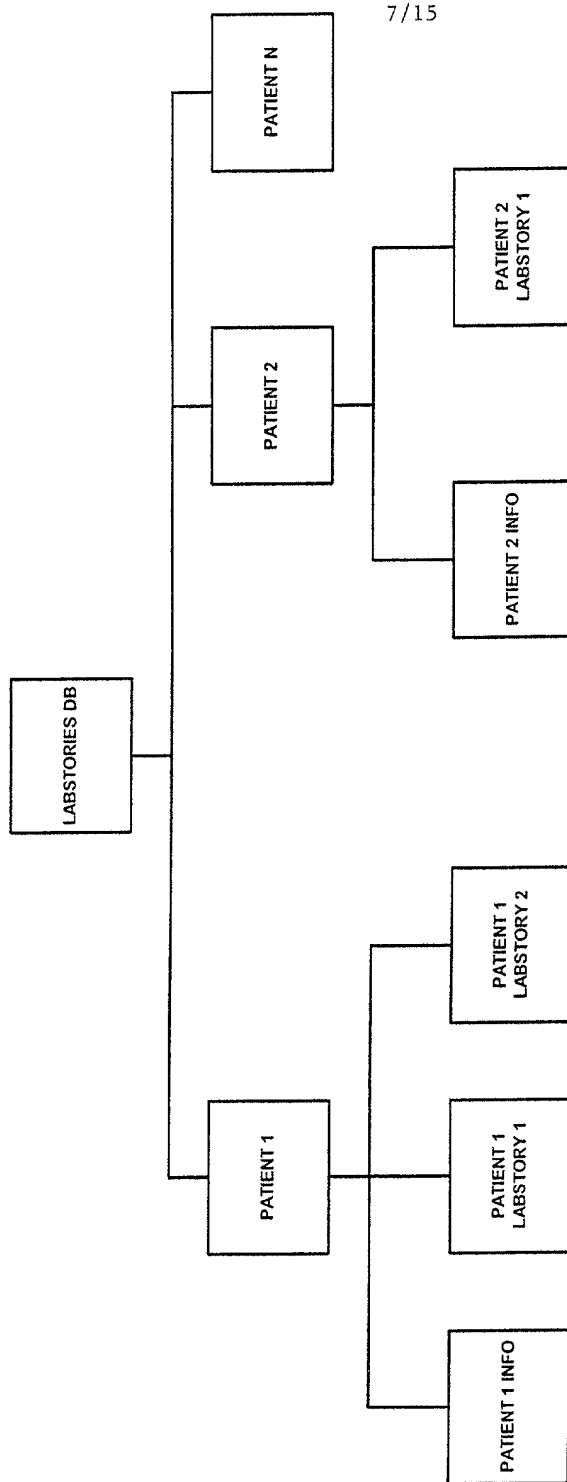 7/15
LABSTORIES DB
PATIENT 1
PATIENT 2
PATIENT N
PATIENT 1 INFO
PATIENT 1
LABSTORY 1
PATIENT 1
LABSTORY 2
PATIENT 2 INFO
PATIENT 2
LABSTORY 1